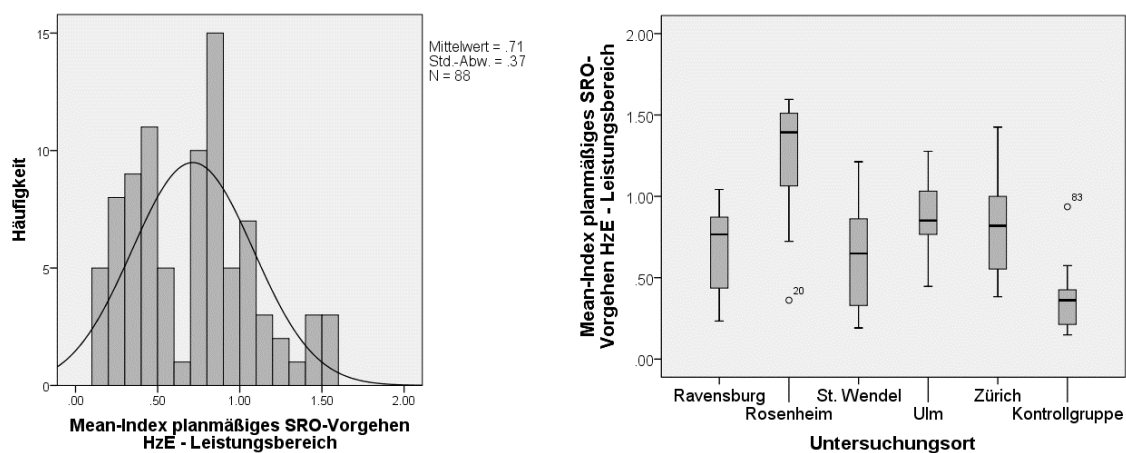 15
10
5
0
Häufigkeit
.00 .50 1.00 1.50 2.00
Mean-Index planmäßiges SRO-Vorgehen
HzE - Leistungsbereich
Mittelwert = .71
Std.-Abw. = .37
N = 88
Mean-Index planmäßiges SRO-
Vorgehen HzE - Leistungsbereich
2.00
1.50
1.00
.50
.00
83
20
Ravensburg St. Wendel Zürich
Rosenheim Ulm Kontrollgruppe
Untersuchungsort